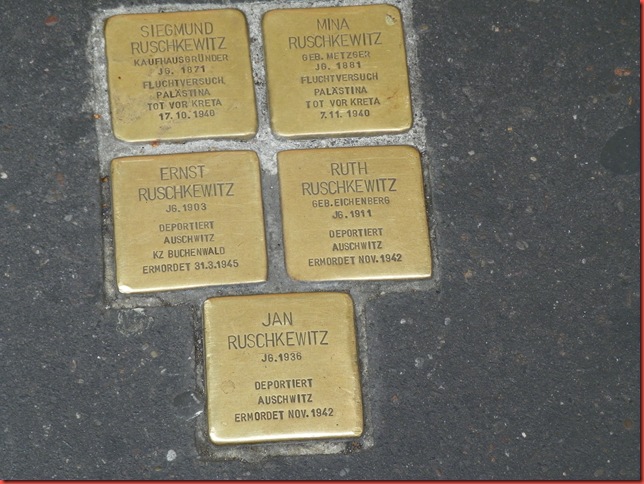 SIEGMUND
RUSCHKEWITZ
KAUFHAUSGRÜNDER
JG. 1871
FLUCHTVERSUCH
PALÄSTINA
TOT VOR KRETA
17.10.1940
MINA
RUSCHKEWITZ
GEB. METZGER
JG. 1881
FLUCHTVERSUCH
PALÄSTINA
TOT VOR KRETA
7.11.1940
ERNST
RUSCHKEWITZ
JG. 1903
DEPORTIERT
AUSCHWITZ
KZ BUCHENWALD
ERMORDET 31.3.1945
RUTH
RUSCHKEWITZ
GEB. EICHENBERG
JG. 1911
DEPORTIERT
AUSCHWITZ
ERMORDET NOV. 1942
JAN
RUSCHKEWITZ
JG. 1936
DEPORTIERT
AUSCHWITZ
ERMORDET NOV. 1942